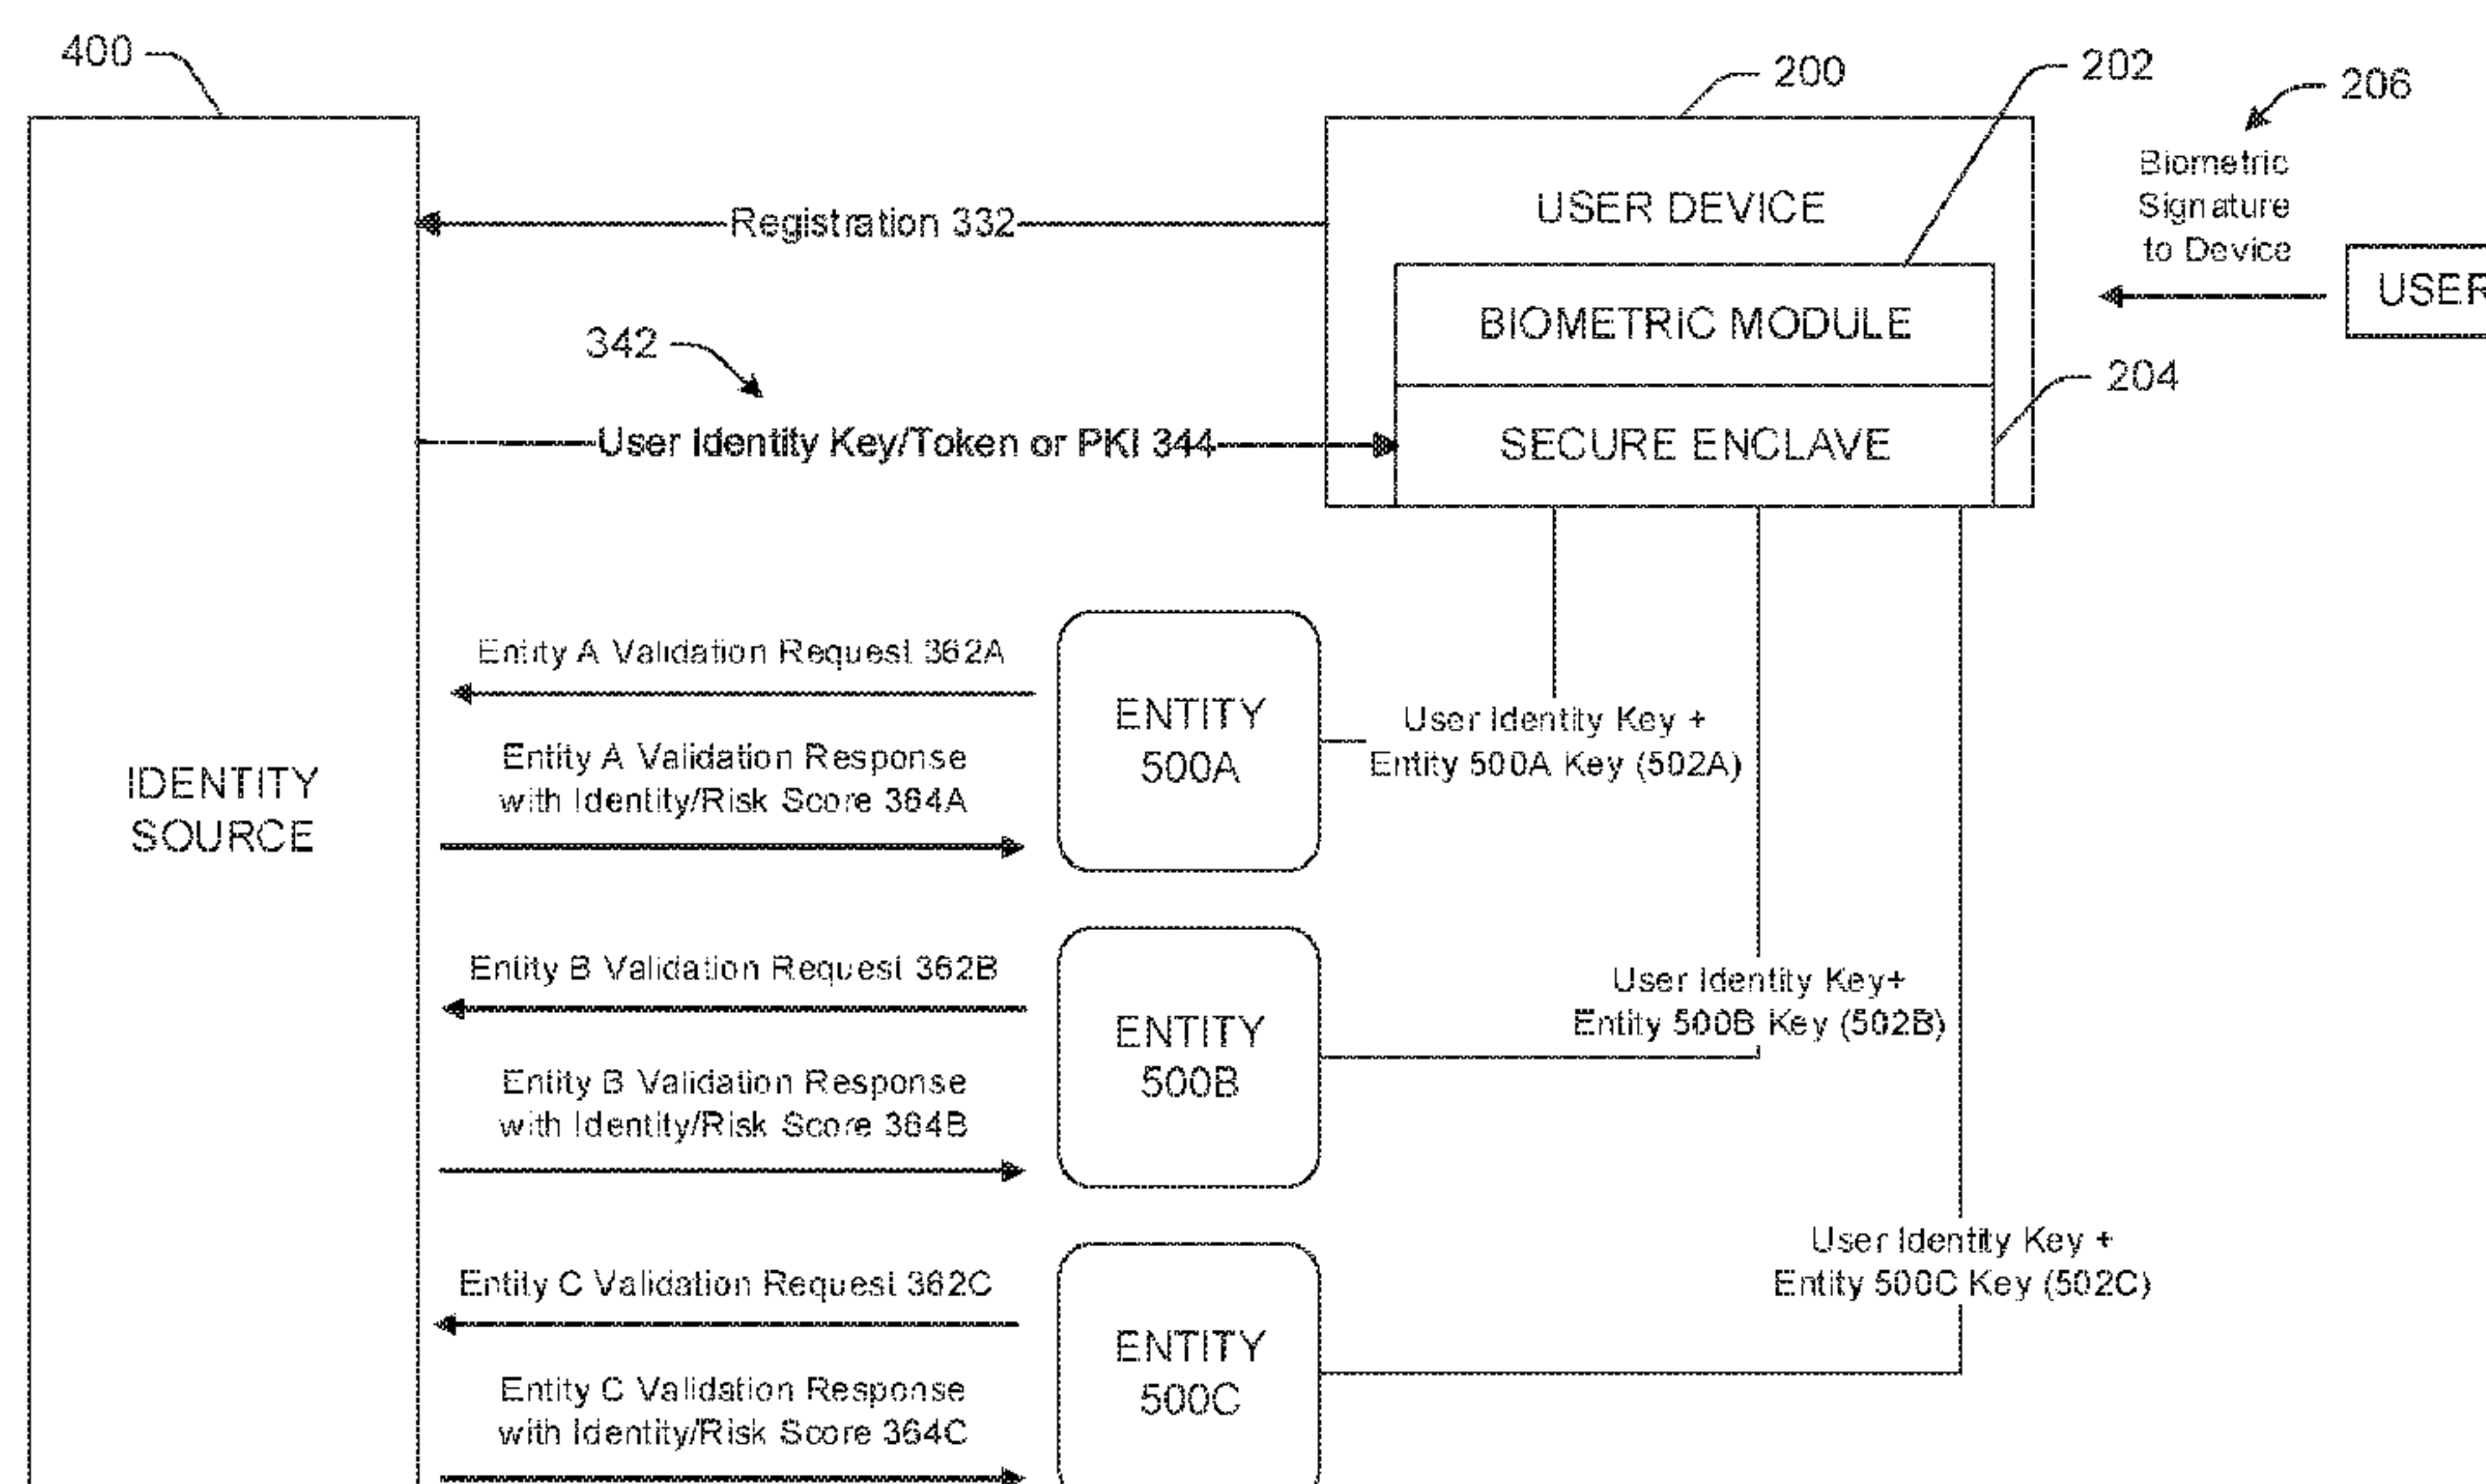 400
200
202
206
Biometric
Signature
to Device
USER DEVICE
Registration 332
USER
BIOMETRIC MODULE
342
204
User Identity Key/Token or PKI 344
SECURE ENCLAVE
Entity A Validation Request 362A
ENTITY
500A
User Identity Key +
Entity 500A Key (502A)
Entity A Validation Response
with Identity/Risk Score 364A
IDENTITY
SOURCE
Entity B Validation Request 362B
ENTITY
500B
User Identity Key+
Entity 500B Key (502B)
Entity B Validation Response
with Identity/Risk Score 364B
User Identity Key +
Entity 500C Key (502C)
Entity C Validation Request 362C
ENTITY
500C
Entity C Validation Response
with Identity/Risk Score 364C